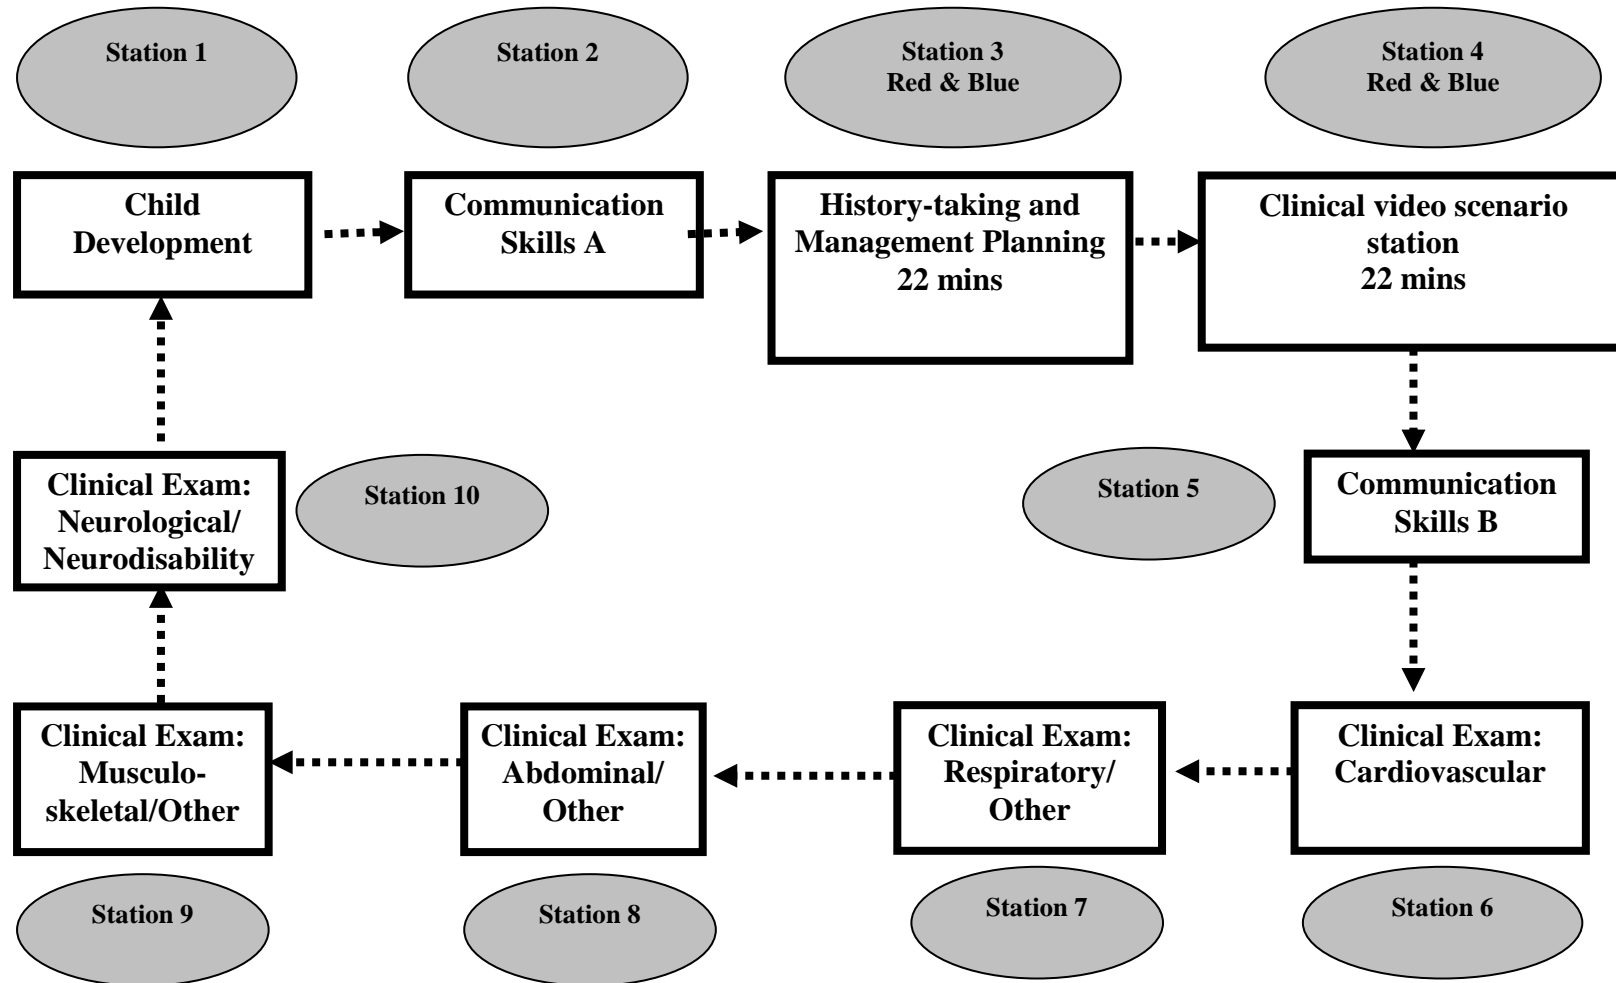 Station 1
Station 2
Station 3
Red & Blue
Station 4
Red & Blue
Child
Development
Communication
Skills A
History-taking and
Management Planning
22 mins
Clinical video scenario
station
22 mins
Clinical Exam:
Neurological/
Neurodisability
Station 10
Station 5
Communication
Skills B
Clinical Exam:
Musculo-
skeletal/Other
Clinical Exam:
Abdominal/
Other
Clinical Exam:
Respiratory/
Other
Clinical Exam:
Cardiovascular
Station 9
Station 8
Station 7
Station 6